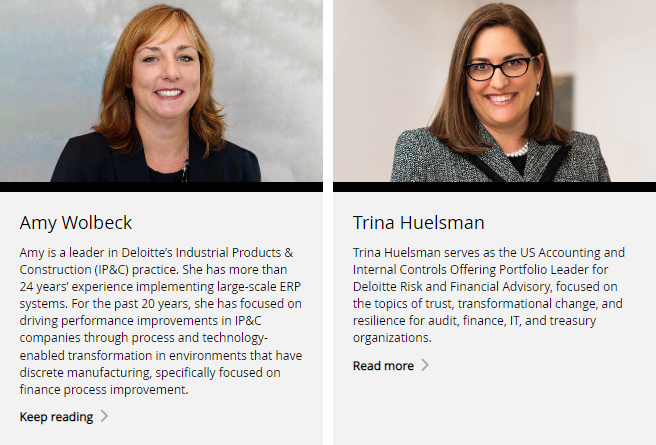 Amy Wolbeck
Amy is a leader in Deloitte’s Industrial Products &
Construction (IP&C) practice. She has more than
24 years’ experience implementing large-scale ERP
systems. For the past 20 years, she has focused on
driving performance improvements in IP&C
companies through process and technology-
enabled transformation in environments that have
discrete manufacturing, specifically focused on
finance process improvement.
Keep reading
Trina Huelsman
Trina Huelsman serves as the US Accounting and
Internal Controls Offering Portfolio Leader for
Deloitte Risk and Financial Advisory, focused on
the topics of trust, transformational change, and
resilience for audit, finance, IT, and treasury
organizations.
Read more